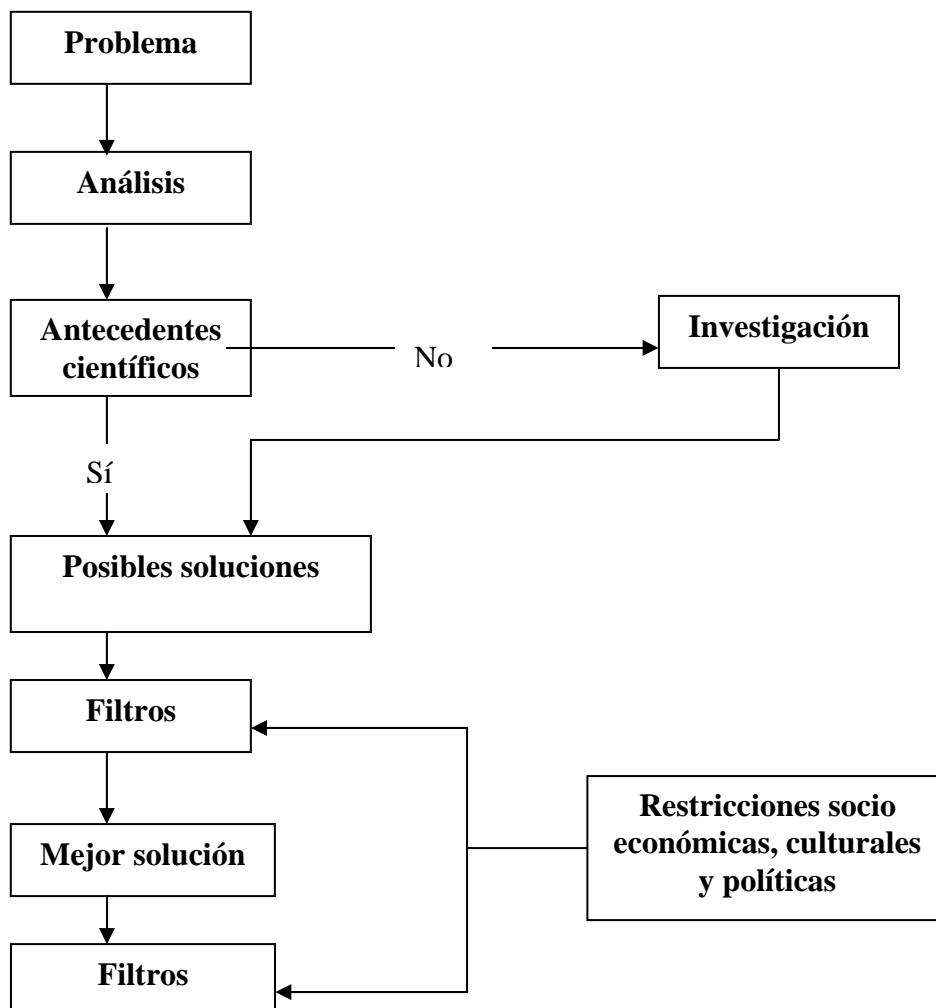 Problema
Análisis
Antecedentes
científicos
No
Investigación
Sí
Posibles soluciones
Filtros
Mejor solución
Restricciones socio
económicas, culturales
y políticas
Filtros